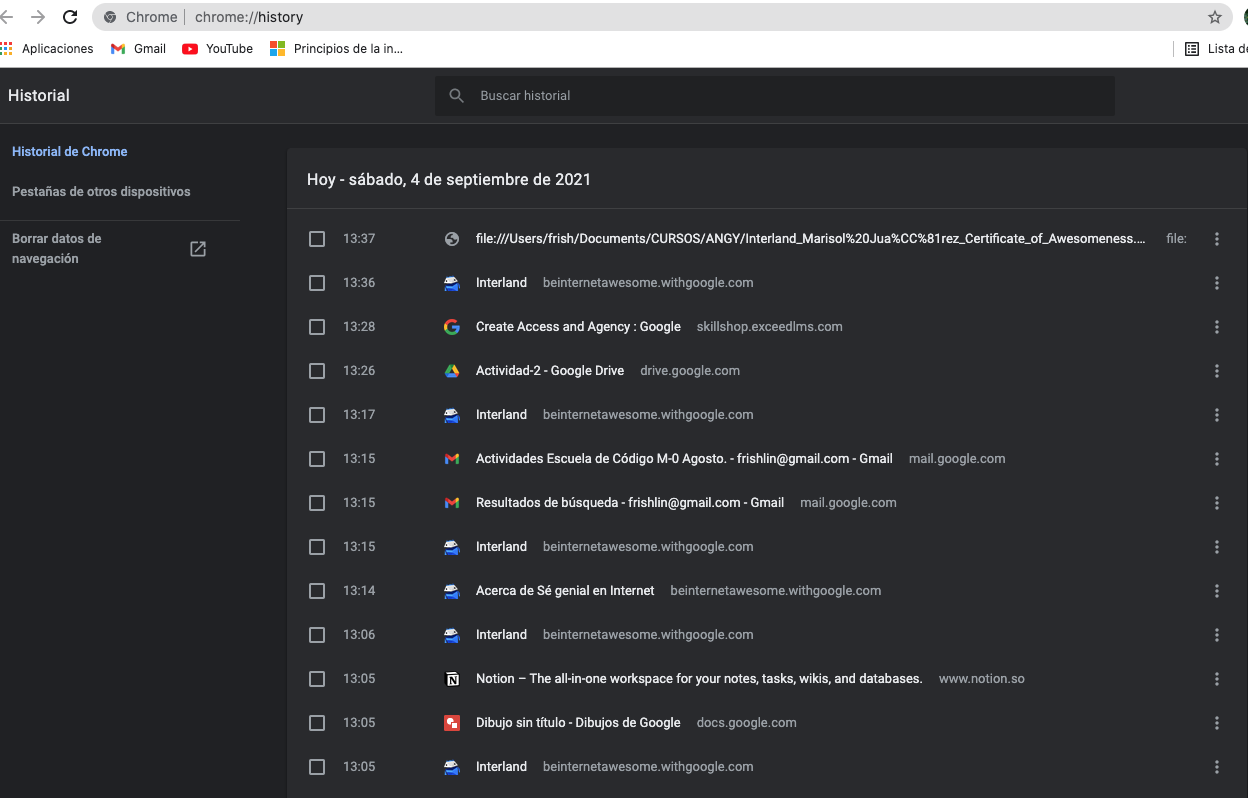 Chrome chrome://history
Aplicaciones Gmail YouTube Principios de la in... Lista de
Historial
Buscar historial
Historial de Chrome
Pestañas de otros dispositivos
Borrar datos de
navegación
Hoy - sábado, 4 de septiembre de 2021
13:37 file:///Users/frish/Documents/CURSOS/ANGY/Interland_Marisol%20Jua%CC%81rez_Certificate_of_Awesomeness.... file:
13:36 Interland beinternetawesome.withgoogle.com
13:28 Create Access and Agency : Google skillshop.exceedlms.com
13:26 Actividad-2 - Google Drive drive.google.com
13:17 Interland beinternetawesome.withgoogle.com
13:15 Actividades Escuela de Código M-0 Agosto. - frishlin@gmail.com - Gmail mail.google.com
13:15 Resultados de búsqueda - frishlin@gmail.com - Gmail mail.google.com
13:15 Interland beinternetawesome.withgoogle.com
13:14 Acerca de Sé genial en Internet beinternetawesome.withgoogle.com
13:06 Interland beinternetawesome.withgoogle.com
13:05 Notion – The all-in-one workspace for your notes, tasks, wikis, and databases. www.notion.so
13:05 Dibujo sin título - Dibujos de Google docs.google.com
13:05 Interland beinternetawesome.withgoogle.com